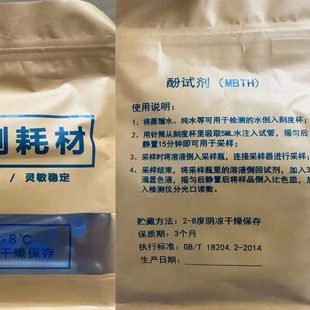 测耗材
/ 灵敏稳定
-8℃
干燥保存
酚试剂（MBTH）
使用说明：
1、将蒸馏水、纯水等可用于检测的水倒入刻度杯；
2、用针筒从刻度杯里吸取5ML水注入试管，摇匀后
静置15分钟即可用于采样；
3、采样时将溶液倒入采样瓶，连接采样器进行采样；
4、采样结束，将采样瓶里的溶液倒回试剂，加入3
滴显色液，摇匀后静置后将样品倒入比色皿，
入检测仪分光口读数。
贮藏方法：2-8度阴凉干燥保存
保质期：3个月
执行标准：GB/T 18204.2-2014
生产日期：